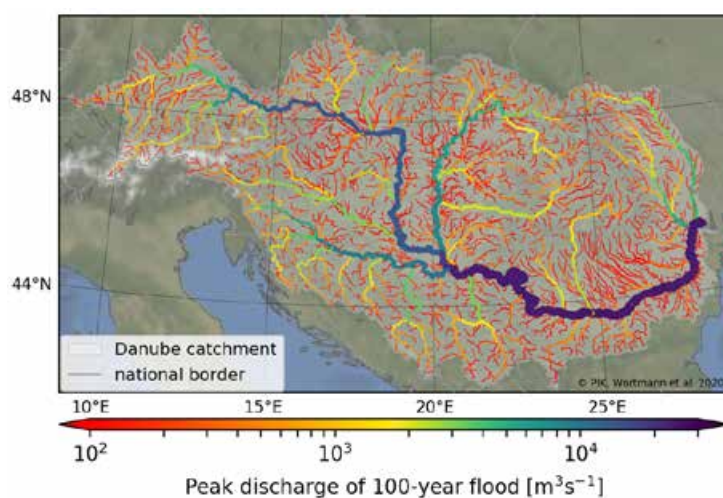 48°N
44°N
Danube catchment
national border
© PIK, Wortmann et al. 2020
10°E 15°E 20°E 25°E
10² 10³ 10⁴
Peak discharge of 100-year flood [m³s⁻¹]